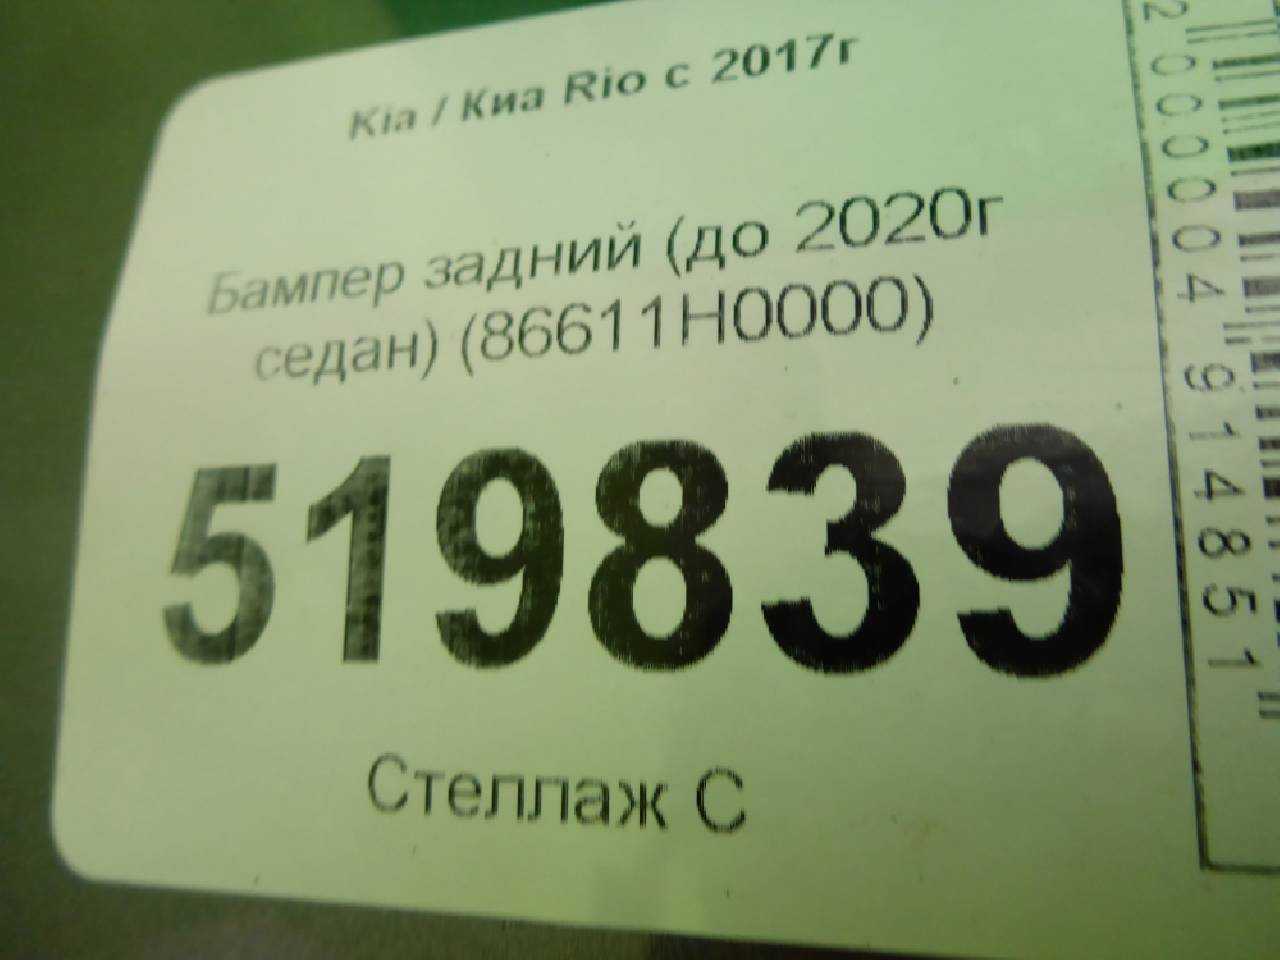 Kia / Киа Rio с 2017г
Бампер задний (до 2020г
седан) (86611H0000)
519839
Стеллаж С
2000004914851